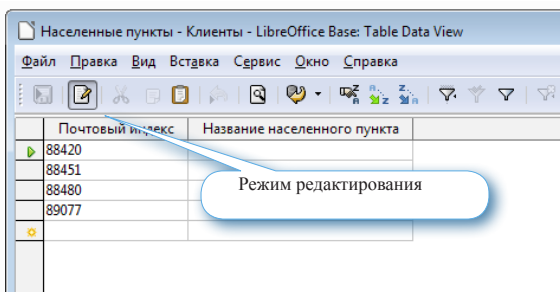 Населенные пункты - Клиенты - LibreOffice Base: Table Data View
Файл Правка Вид Вставка Сервис Окно Справка
Почтовый индекс Название населенного пункта
88420
88451
Режим редактирования
88480
89077